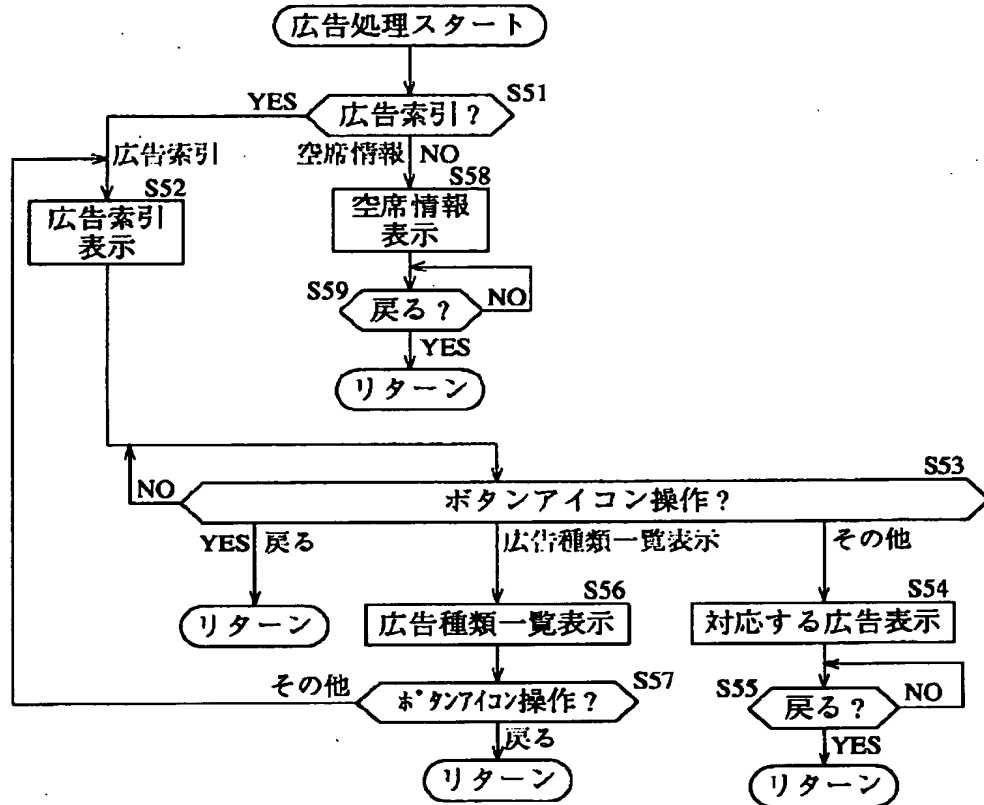 広告処理スタート
S51
YES
広告索引？
広告索引
空席情報 NO
S52
S58
広告索引
表示
空席情報
表示
S59
戻る？
NO
YES
リターン
S53
NO
ボタンアイコン操作？
YES 戻る
広告種類一覧表示
その他
S56
S54
リターン
広告種類一覧表示
対応する広告表示
その他
S57
ﾎﾞﾀﾝｱｲｺﾝ操作？
S55
戻る？
NO
戻る
YES
リターン
リターン